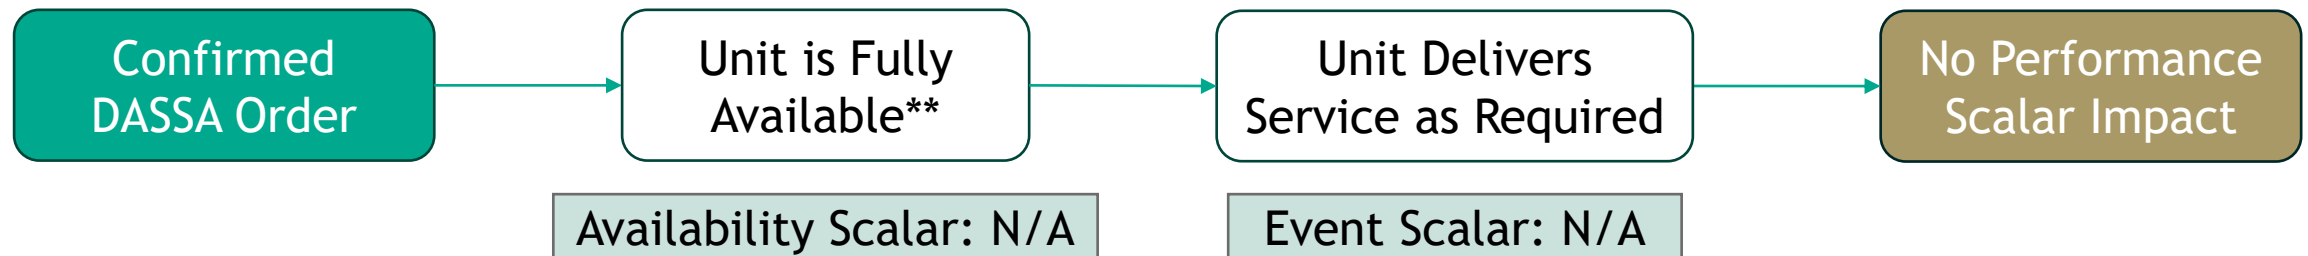 Confirmed
DASSA Order
Unit is Fully
Available**
Unit Delivers
Service as Required
No Performance
Scalar Impact
Availability Scalar: N/A
Event Scalar: N/A